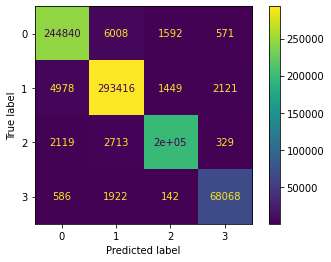 0 244840 6008 1592 571
1 4978 293416 1449 2121
2 2119 2713 2e+05 329
3 586 1922 142 68068
0 1 2 3
Predicted label
True label
250000
200000
150000
100000
50000